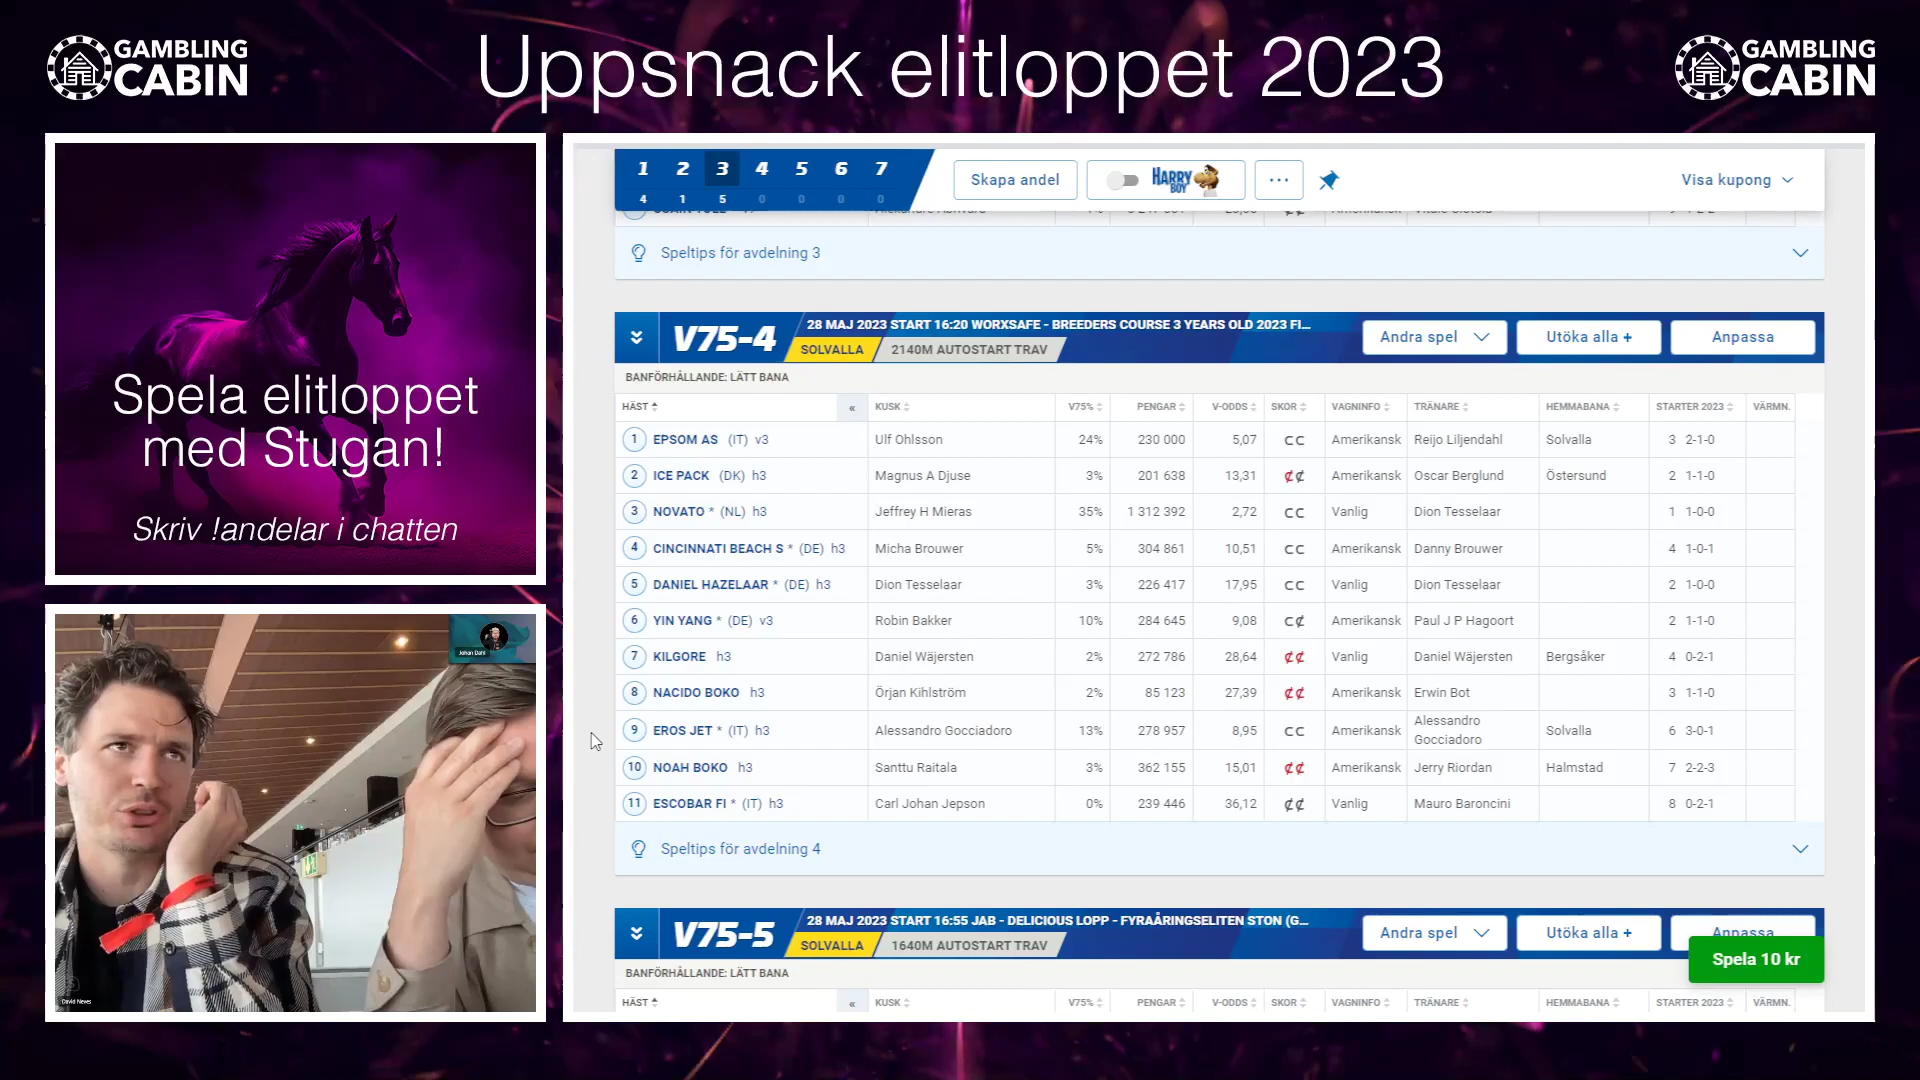 GAMBLING
CABIN
Uppsnack elitloppet 2023
GAMBLING
CABIN
Spela elitloppet
med Stugan!
Skriv !andelar i chatten
Johan Dahl
David Neves
1 2 3 4 5 6 7
4 1 5 0 0 0 0
Skapa andel
HARRY
BOY
...
Visa kupong
Speltips för avdelning 3
V75-4
28 MAJ 2023 START 16:20 WORXSAFE - BREEDERS COURSE 3 YEARS OLD 2023 FI...
SOLVALLA 2140M AUTOSTART TRAV
Andra spel Utöka alla + Anpassa
BANFÖRHÅLLANDE: LÄTT BANA
HÄST « KUSK V75% PENGAR V-ODDS SKOR VAGNINFO TRÄNARE HEMMABANA STARTER 2023 VÄRMN.
1 EPSOM AS (IT) v3 Ulf Ohlsson 24% 230 000 5,07 C C Amerikansk Reijo Liljendahl Solvalla 3 2-1-0
2 ICE PACK (DK) h3 Magnus A Djuse 3% 201 638 13,31 ȼ ȼ Amerikansk Oscar Berglund Östersund 2 1-1-0
3 NOVATO * (NL) h3 Jeffrey H Mieras 35% 1 312 392 2,72 C C Vanlig Dion Tesselaar 1 1-0-0
4 CINCINNATI BEACH S * (DE) h3 Micha Brouwer 5% 304 861 10,51 C C Amerikansk Danny Brouwer 4 1-0-1
5 DANIEL HAZELAAR * (DE) h3 Dion Tesselaar 3% 226 417 17,95 C C Vanlig Dion Tesselaar 2 1-0-0
6 YIN YANG * (DE) v3 Robin Bakker 10% 284 645 9,08 C ȼ Amerikansk Paul J P Hagoort 2 1-1-0
7 KILGORE h3 Daniel Wäjersten 2% 272 786 28,64 ȼ ȼ Vanlig Daniel Wäjersten Bergsåker 4 0-2-1
8 NACIDO BOKO h3 Örjan Kihlström 2% 85 123 27,39 ȼ ȼ Amerikansk Erwin Bot 3 1-1-0
9 EROS JET * (IT) h3 Alessandro Gocciadoro 13% 278 957 8,95 C C Amerikansk Alessandro Gocciadoro Solvalla 6 3-0-1
10 NOAH BOKO h3 Santtu Raitala 3% 362 155 15,01 ȼ ȼ Amerikansk Jerry Riordan Halmstad 7 2-2-3
11 ESCOBAR FI * (IT) h3 Carl Johan Jepson 0% 239 446 36,12 ȼ ȼ Vanlig Mauro Baroncini 8 0-2-1
Speltips för avdelning 4
V75-5
28 MAJ 2023 START 16:55 JAB - DELICIOUS LOPP - FYRAÅRINGSELITEN STON (G...
SOLVALLA 1640M AUTOSTART TRAV
Andra spel Utöka alla + Anpassa
Spela 10 kr
BANFÖRHÅLLANDE: LÄTT BANA
HÄST « KUSK V75% PENGAR V-ODDS SKOR VAGNINFO TRÄNARE HEMMABANA STARTER 2023 VÄRMN.